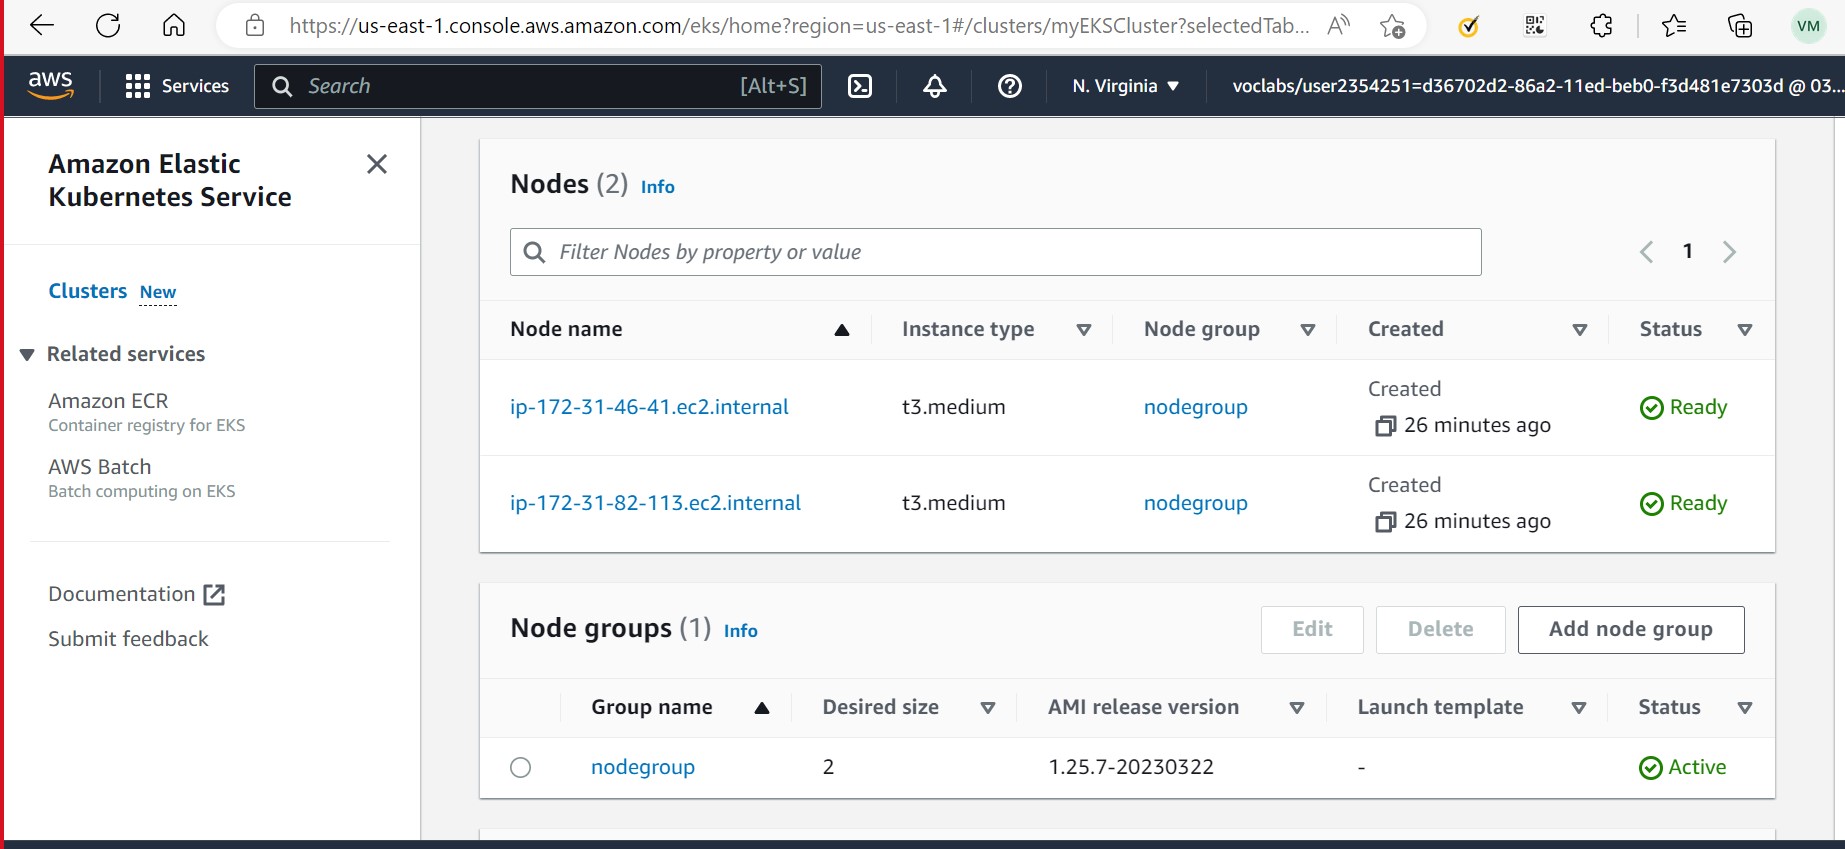 https://us-east-1.console.aws.amazon.com/eks/home?region=us-east-1#/clusters/myEKSCluster?selectedTab...
VM
aws
Services
Search
[Alt+S]
N. Virginia
voclabs/user2354251=d36702d2-86a2-11ed-beb0-f3d481e7303d @ 03...
Amazon Elastic
Kubernetes Service
Clusters New
Related services
Amazon ECR
Container registry for EKS
AWS Batch
Batch computing on EKS
Documentation
Submit feedback
Nodes (2) Info
Filter Nodes by property or value
1
Node name Instance type Node group Created Status
ip-172-31-46-41.ec2.internal t3.medium nodegroup Created 26 minutes ago Ready
ip-172-31-82-113.ec2.internal t3.medium nodegroup Created 26 minutes ago Ready
Node groups (1) Info
Edit Delete Add node group
Group name Desired size AMI release version Launch template Status
nodegroup 2 1.25.7-20230322 - Active